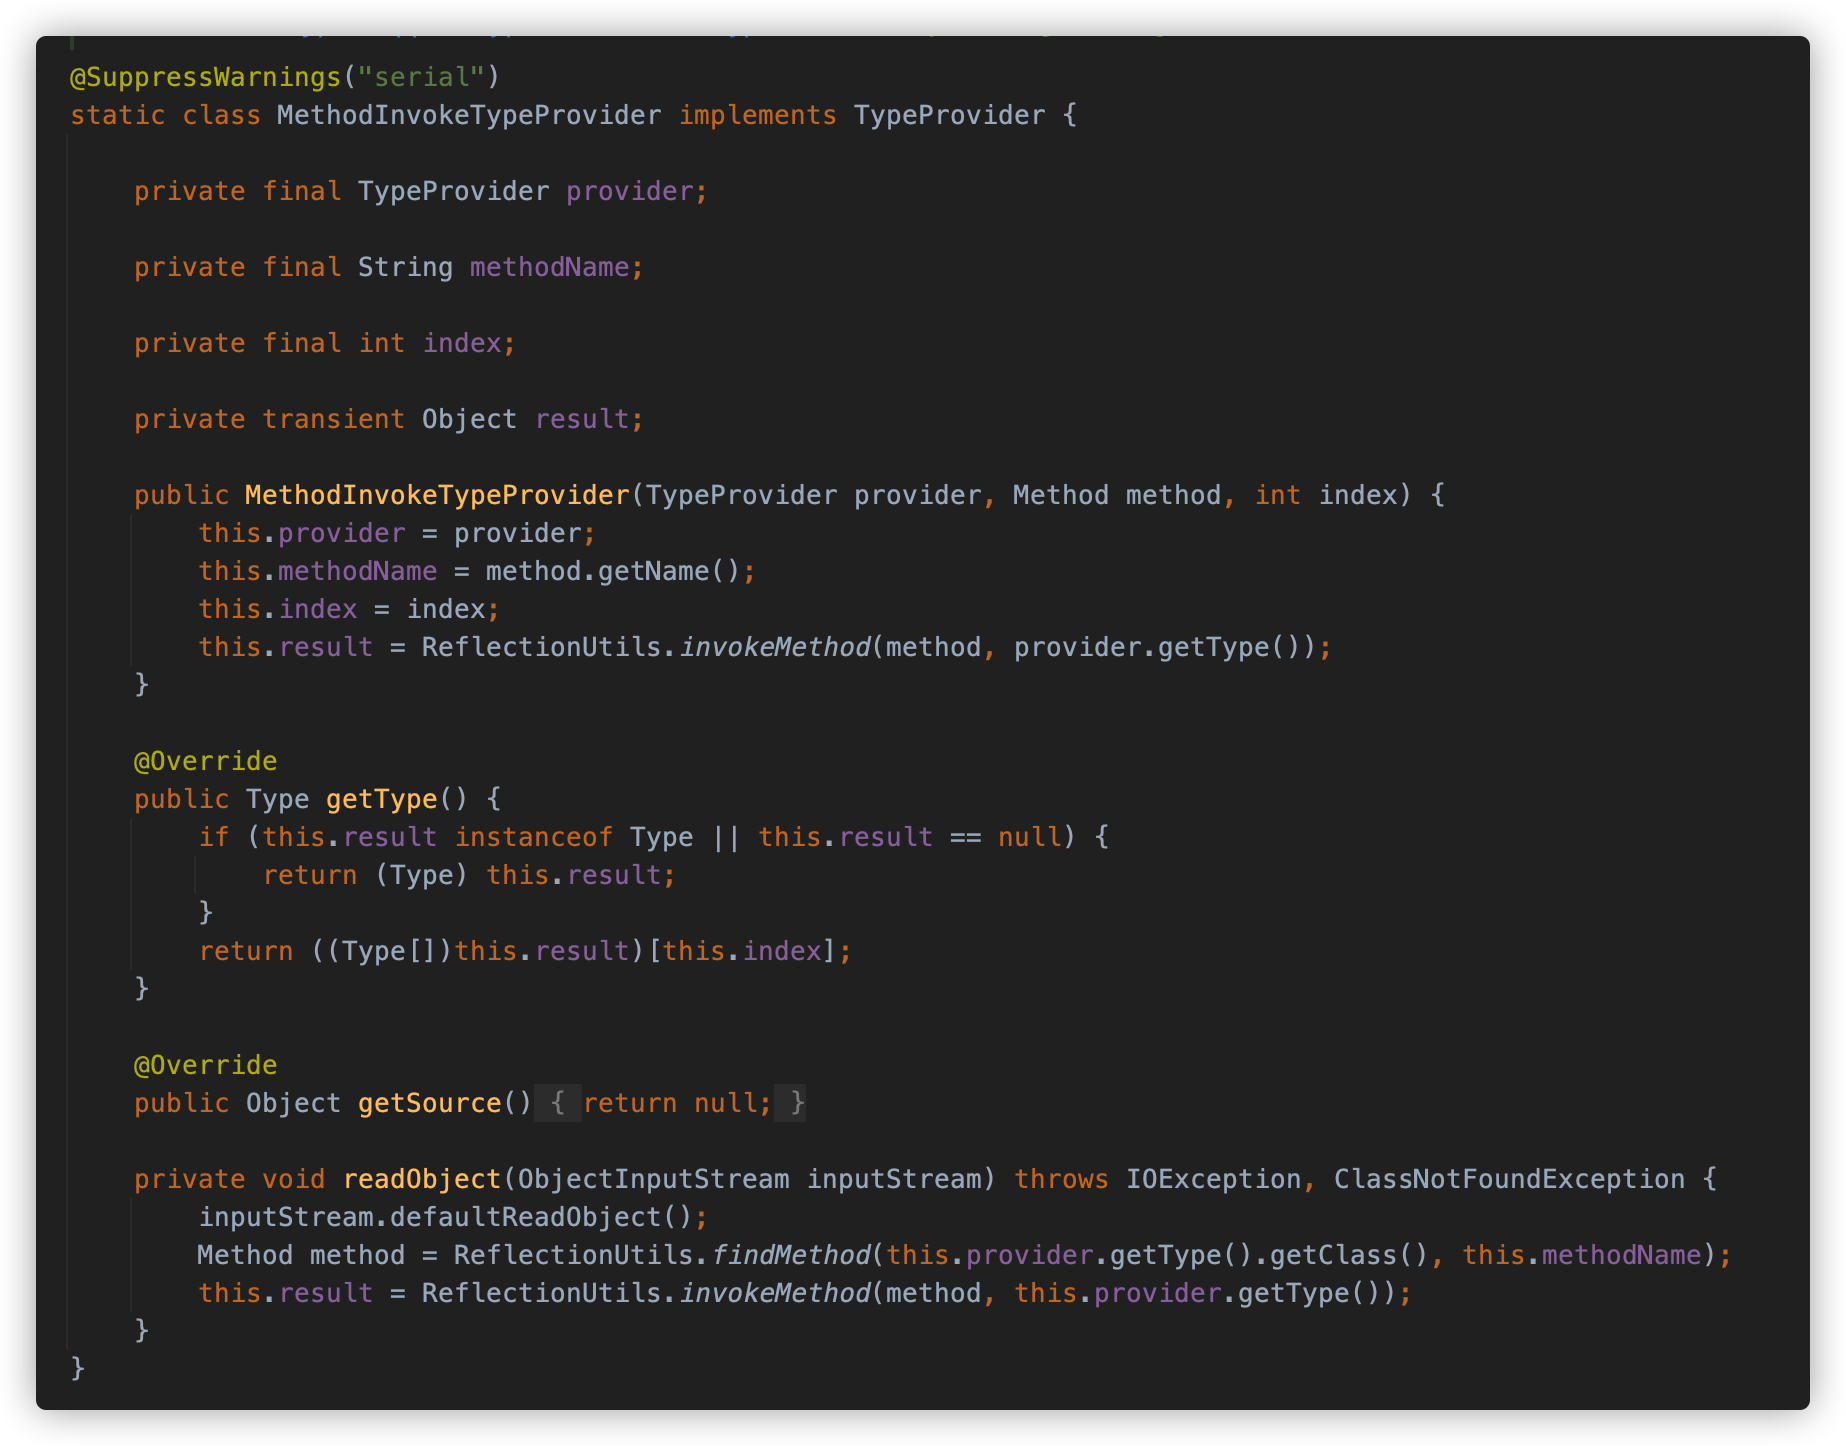 @SuppressWarnings("serial")
static class MethodInvokeTypeProvider implements TypeProvider {
private final TypeProvider provider;
private final String methodName;
private final int index;
private transient Object result;
public MethodInvokeTypeProvider(TypeProvider provider, Method method, int index) {
this.provider = provider;
this.methodName = method.getName();
this.index = index;
this.result = ReflectionUtils.invokeMethod(method, provider.getType());
}
@Override
public Type getType() {
if (this.result instanceof Type || this.result == null) {
return (Type) this.result;
}
return ((Type[])this.result)[this.index];
}
@Override
public Object getSource() { return null; }
private void readObject(ObjectInputStream inputStream) throws IOException, ClassNotFoundException {
inputStream.defaultReadObject();
Method method = ReflectionUtils.findMethod(this.provider.getType().getClass(), this.methodName);
this.result = ReflectionUtils.invokeMethod(method, this.provider.getType());
}
}